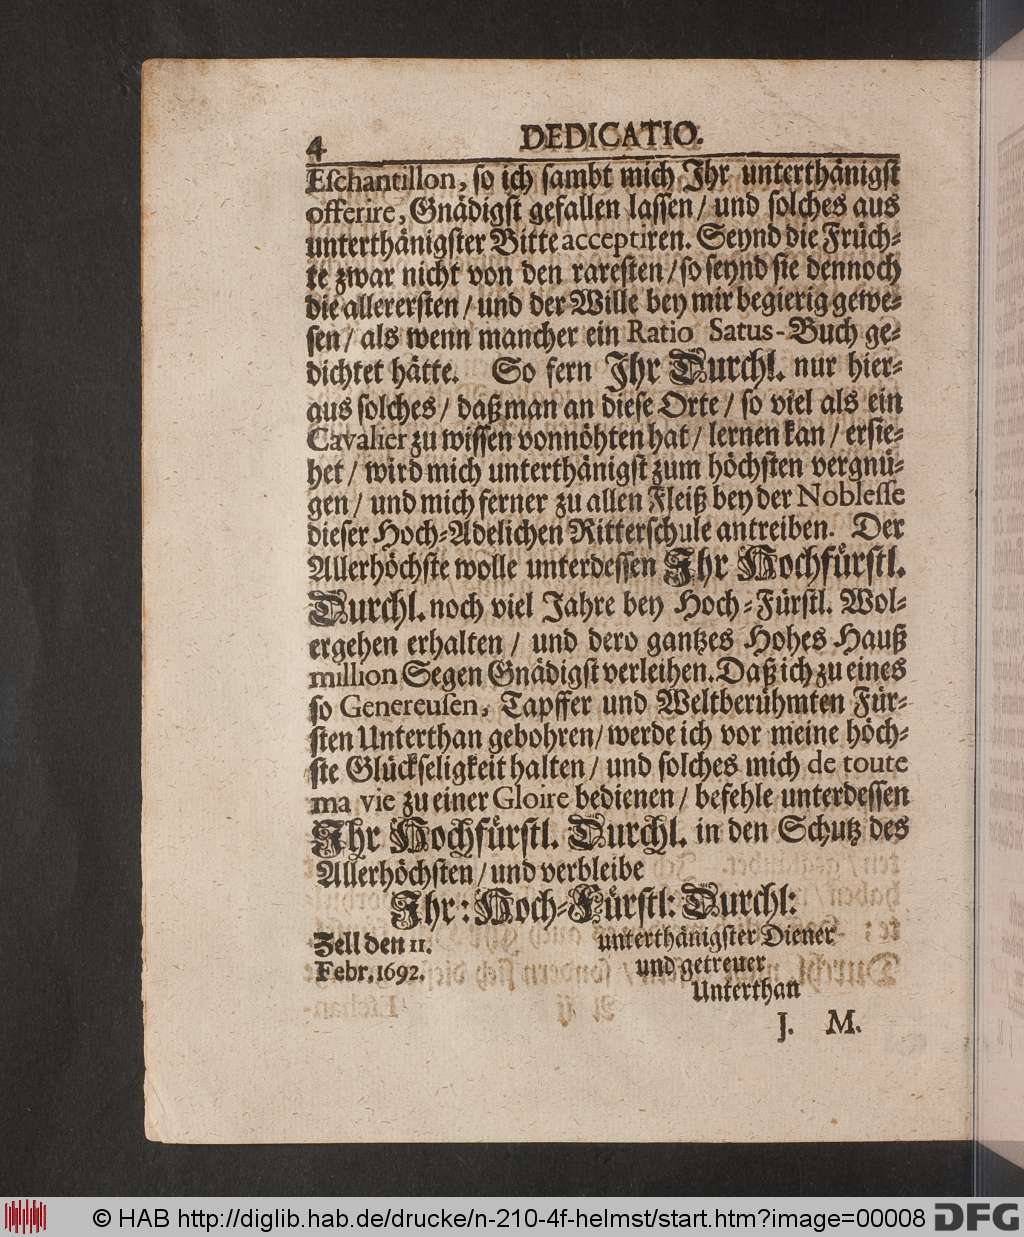 4 DEDICATIO.
Eſchantillon, ſo ich ſambt mich Ihr unterthänigſt
offerire, Gnädigſt gefallen laſſen / und ſolches aus
unterthänigſter Bitte acceptiren. Seynd die Früch-
te zwar nicht von den rareſten / ſo ſeynd ſie dennoch
die allererſten / und der Wille bey mir begierig gewe-
ſen / als wenn mancher ein Ratio Satus-Buch ge-
dichtet hätte. So fern Ihr Durchl. nur hier-
aus ſolches / daß man an dieſe Orte / ſo viel als ein
Cavalier zu wiſſen vonnöhten hat / lernen kan / erſie-
het / wird mich unterthänigſt zum höchſten vergnü-
gen / und mich ferner zu allen Fleiß bey der Nobleſſe
dieſer Hoch-Adelichen Ritterſchule antreiben. Der
Allerhöchſte wolle unterdeſſen Ihr Hochfürſtl.
Durchl. noch viel Jahre bey Hoch-Fürſtl. Wol-
ergehen erhalten / und dero gantzes Hohes Hauß
million Segen Gnädigſt verleihen. Daß ich zu eines
ſo Genereuſen, Tapffer und Weltberühmten Für-
ſten Unterthan gebohren / werde ich vor meine höch-
ſte Glückſeligkeit halten / und ſolches mich de toute
ma vie zu einer Gloire bedienen / befehle unterdeſſen
Ihr Hochfürſtl. Durchl. in den Schutz des
Allerhöchſten / und verbleibe
Ihr: Hoch-Fürſtl: Durchl:
Zell den 11. unterthänigſter Diener
Febr. 1692. und getreuer
Unterthan
J. M.
© HAB http://diglib.hab.de/drucke/n-210-4f-helmst/start.htm?image=00008 DFG